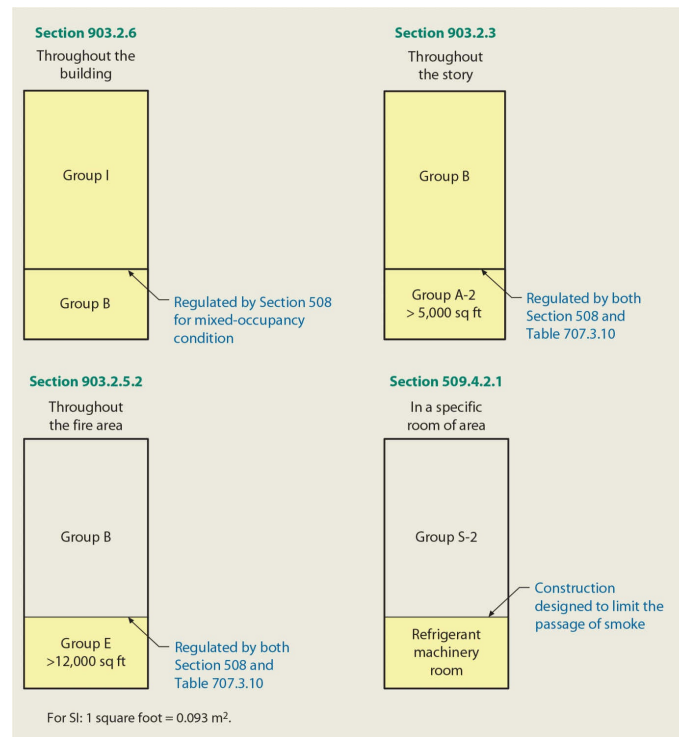 Section 903.2.6
Throughout the
building
Group I
Group B
Regulated by Section 508
for mixed-occupancy
condition
Section 903.2.3
Throughout
the story
Group B
Group A-2
> 5,000 sq ft
Regulated by both
Section 508 and
Table 707.3.10
Section 903.2.5.2
Throughout
the fire area
Group B
Group E
>12,000 sq ft
Regulated by both
Section 508 and
Table 707.3.10
Section 509.4.2.1
In a specific
room of area
Group S-2
Refrigerant
machinery
room
Construction
designed to limit the
passage of smoke
For SI: 1 square foot = 0.093 m².